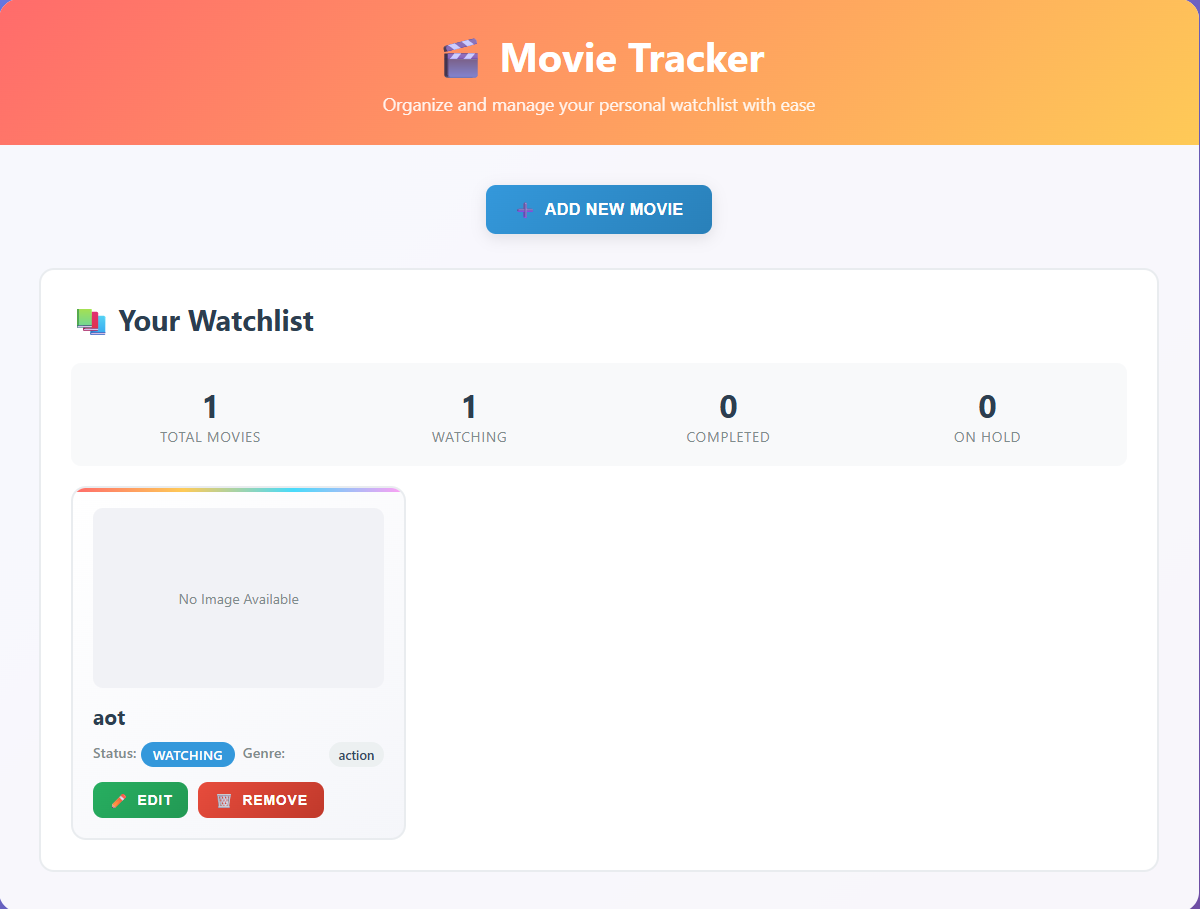 Movie Tracker
Organize and manage your personal watchlist with ease
ADD NEW MOVIE
Your Watchlist
1 1 0 0
TOTAL MOVIES WATCHING COMPLETED ON HOLD
No Image Available
aot
Status: WATCHING Genre: action
EDIT REMOVE